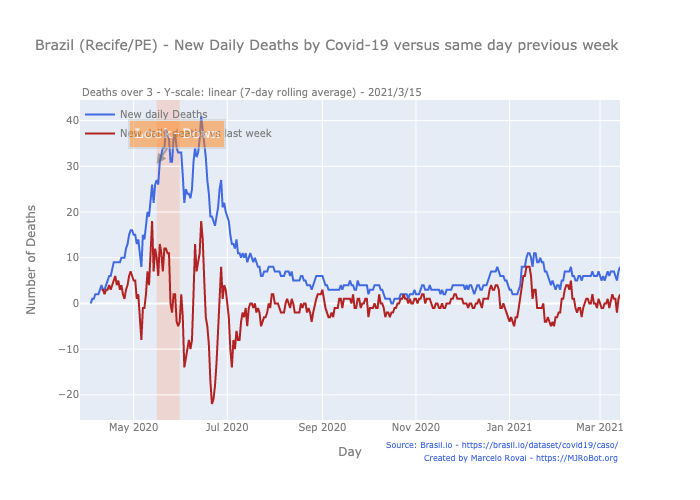 Brazil (Recife/PE) - New Daily Deaths by Covid-19 versus same day previous week
Deaths over 3 - Y-scale: linear (7-day rolling average) - 2021/3/15
New daily Deaths
last week
Number of Deaths
40
30
20
10
0
−10
−20
May 2020
Jul 2020
Sep 2020
Nov 2020
Jan 2021
Mar 2021
Day
Source: Brasil.io - https://brasil.io/dataset/covid19/caso/
Created by Marcelo Rovai - https://MJRoBot.org